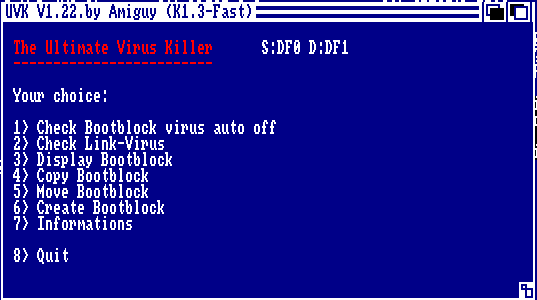 UVK V1.22.by Amiguy (K1.3-Fast)
The Ultimate Virus Killer S:DF0 D:DF1
-------------------------
Your choice:
1) Check Bootblock virus auto off
2) Check Link-Virus
3) Display Bootblock
4) Copy Bootblock
5) Move Bootblock
6) Create Bootblock
7) Informations
8) Quit